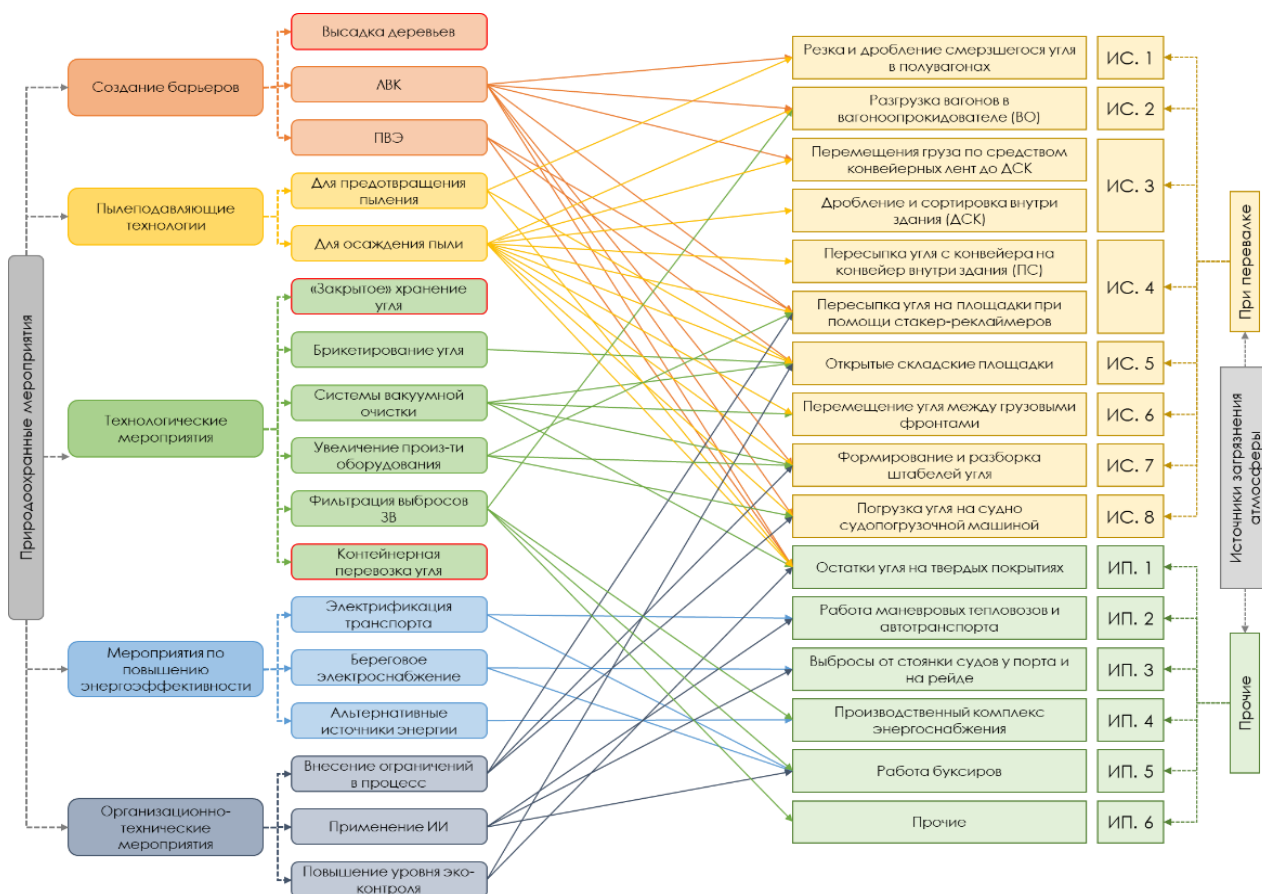 Природоохранные мероприятия
Создание барьеров
Высадка деревьев
ЛВК
ПВЭ
Пылеподавляющие
технологии
Для предотвращения
пыления
Для осаждения пыли
Технологические
мероприятия
«Закрытое» хранение
угля
Брикетирование угля
Системы вакуумной
очистки
Увеличение произ-ти
оборудования
Фильтрация выбросов
ЗВ
Контейнерная
перевозка угля
Мероприятия по
повышению
энергоэффективности
Электрификация
транспорта
Береговое
электроснабжение
Альтернативные
источники энергии
Организационно-
технические
мероприятия
Внесение ограничений
в процесс
Применение ИИ
Повышение уровня эко-
контроля
Резка и дробление смерзшегося угля
в полувагонах
ИС. 1
Разгрузка вагонов в
вагоноопрокидователе (ВО)
ИС. 2
Перемещения груза по средством
конвейерных лент до ДСК
Дробление и сортировка внутри
здания (ДСК)
ИС. 3
Пересыпка угля с конвейера на
конвейер внутри здания (ПС)
Пересыпка угля на площадки при
помощи стакер-реклаймеров
ИС. 4
Открытые складские площадки
ИС. 5
Перемещение угля между грузовыми
фронтами
ИС. 6
Формирование и разборка
штабелей угля
ИС. 7
Погрузка угля на судно
судопогрузочной машиной
ИС. 8
Остатки угля на твердых покрытиях
ИП. 1
Работа маневровых тепловозов и
автотранспорта
ИП. 2
Выбросы от стоянки судов у порта и
на рейде
ИП. 3
Производственный комплекс
энергоснабжения
ИП. 4
Работа буксиров
ИП. 5
Прочие
ИП. 6
При перевалке
Источники загрязнения
атмосферы
Прочие